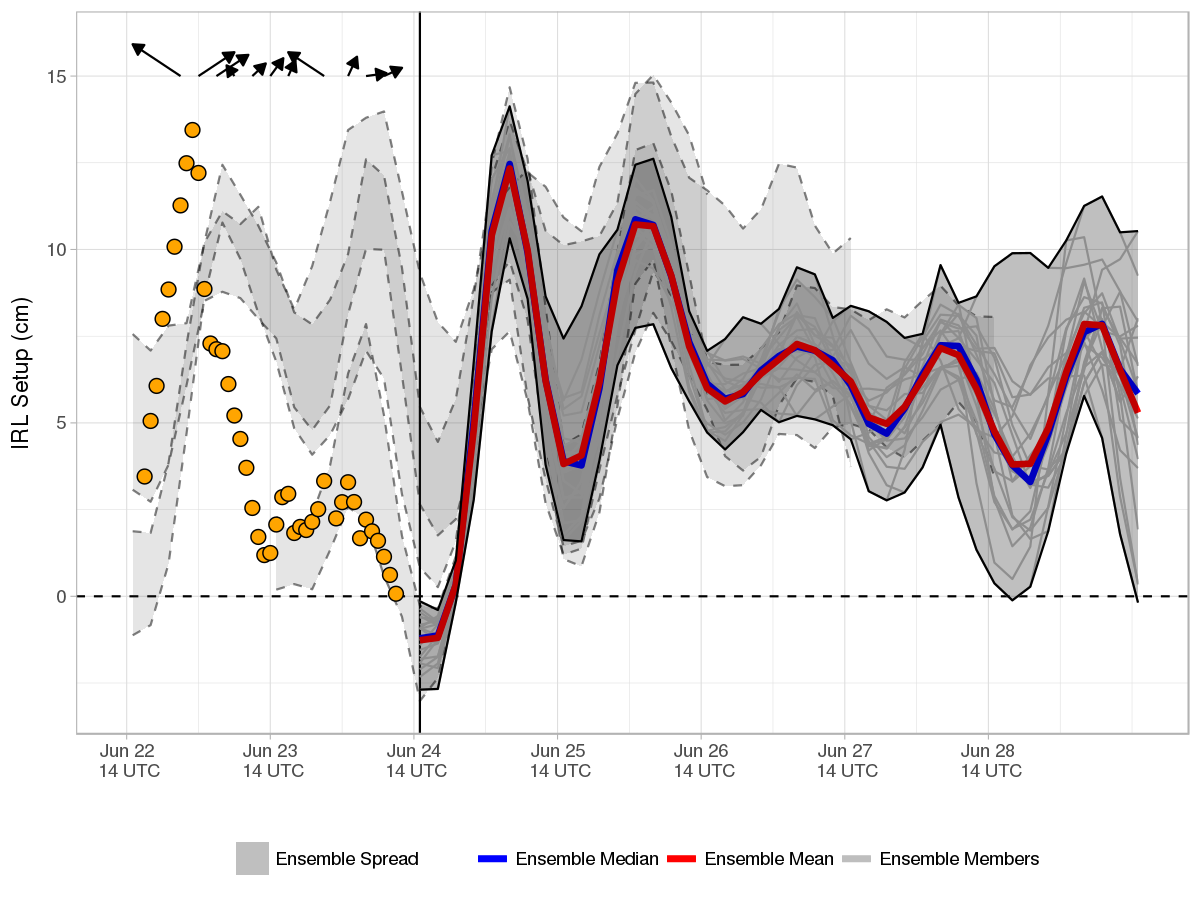 IRL Setup (cm)
15
10
5
0
Jun 22 Jun 23 Jun 24 Jun 25 Jun 26 Jun 27 Jun 28
14 UTC 14 UTC 14 UTC 14 UTC 14 UTC 14 UTC 14 UTC
Ensemble Spread Ensemble Median Ensemble Mean Ensemble Members